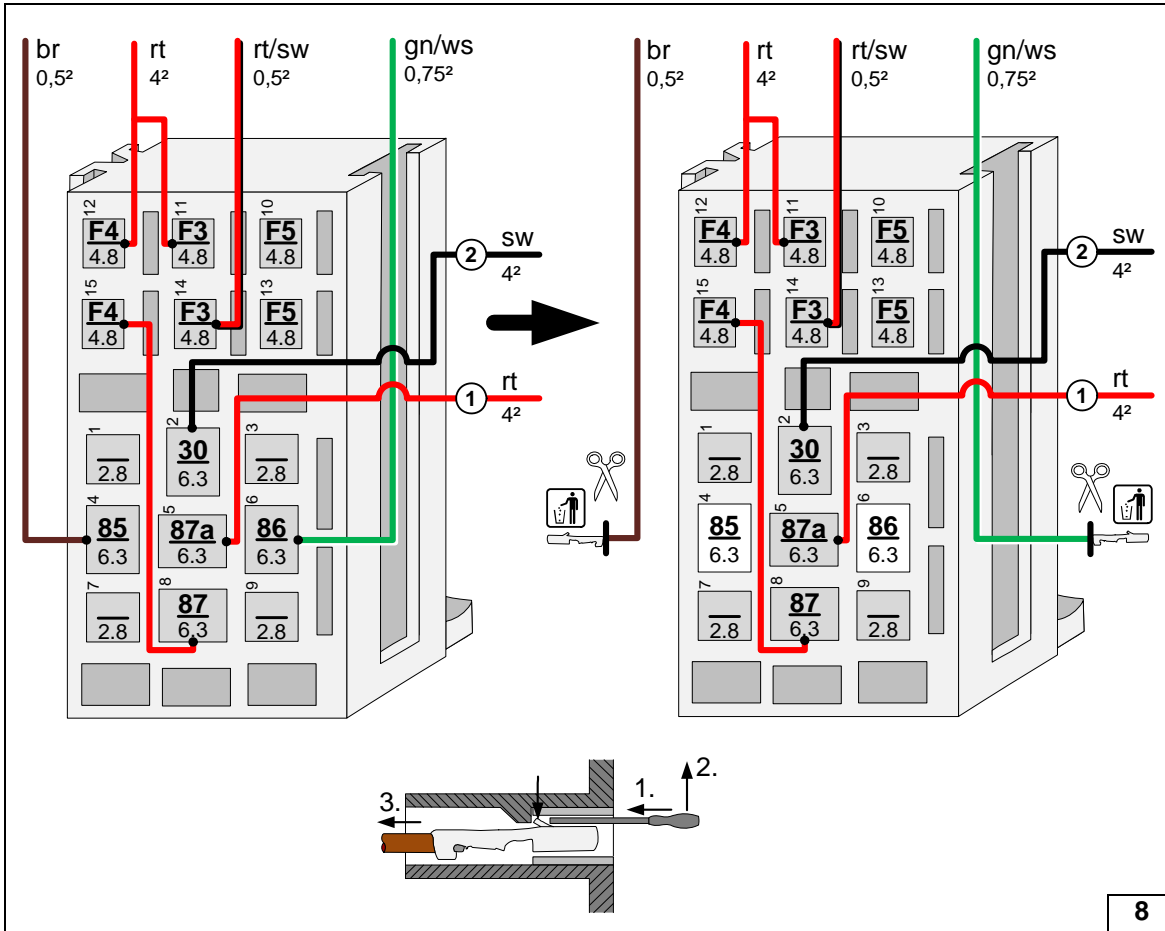 br rt rt/sw gn/ws
0,5² 4² 0,5² 0,75²
12 11 10
F4 F3 F5
4.8 4.8 4.8
2 sw
4²
15 14 13
F4 F3 F5
4.8 4.8 4.8
1 rt
4²
1 2 3
30
2.8 6.3 2.8
4 5 6
85 87a 86
6.3 6.3 6.3
7 8 9
87
2.8 6.3 2.8
br rt rt/sw gn/ws
0,5² 4² 0,5² 0,75²
12 11 10
F4 F3 F5
4.8 4.8 4.8
2 sw
4²
15 14 13
F4 F3 F5
4.8 4.8 4.8
1 rt
4²
1 2 3
30
2.8 6.3 2.8
4 5 6
85 87a 86
6.3 6.3 6.3
7 8 9
87
2.8 6.3 2.8
3. 1. 2.
8